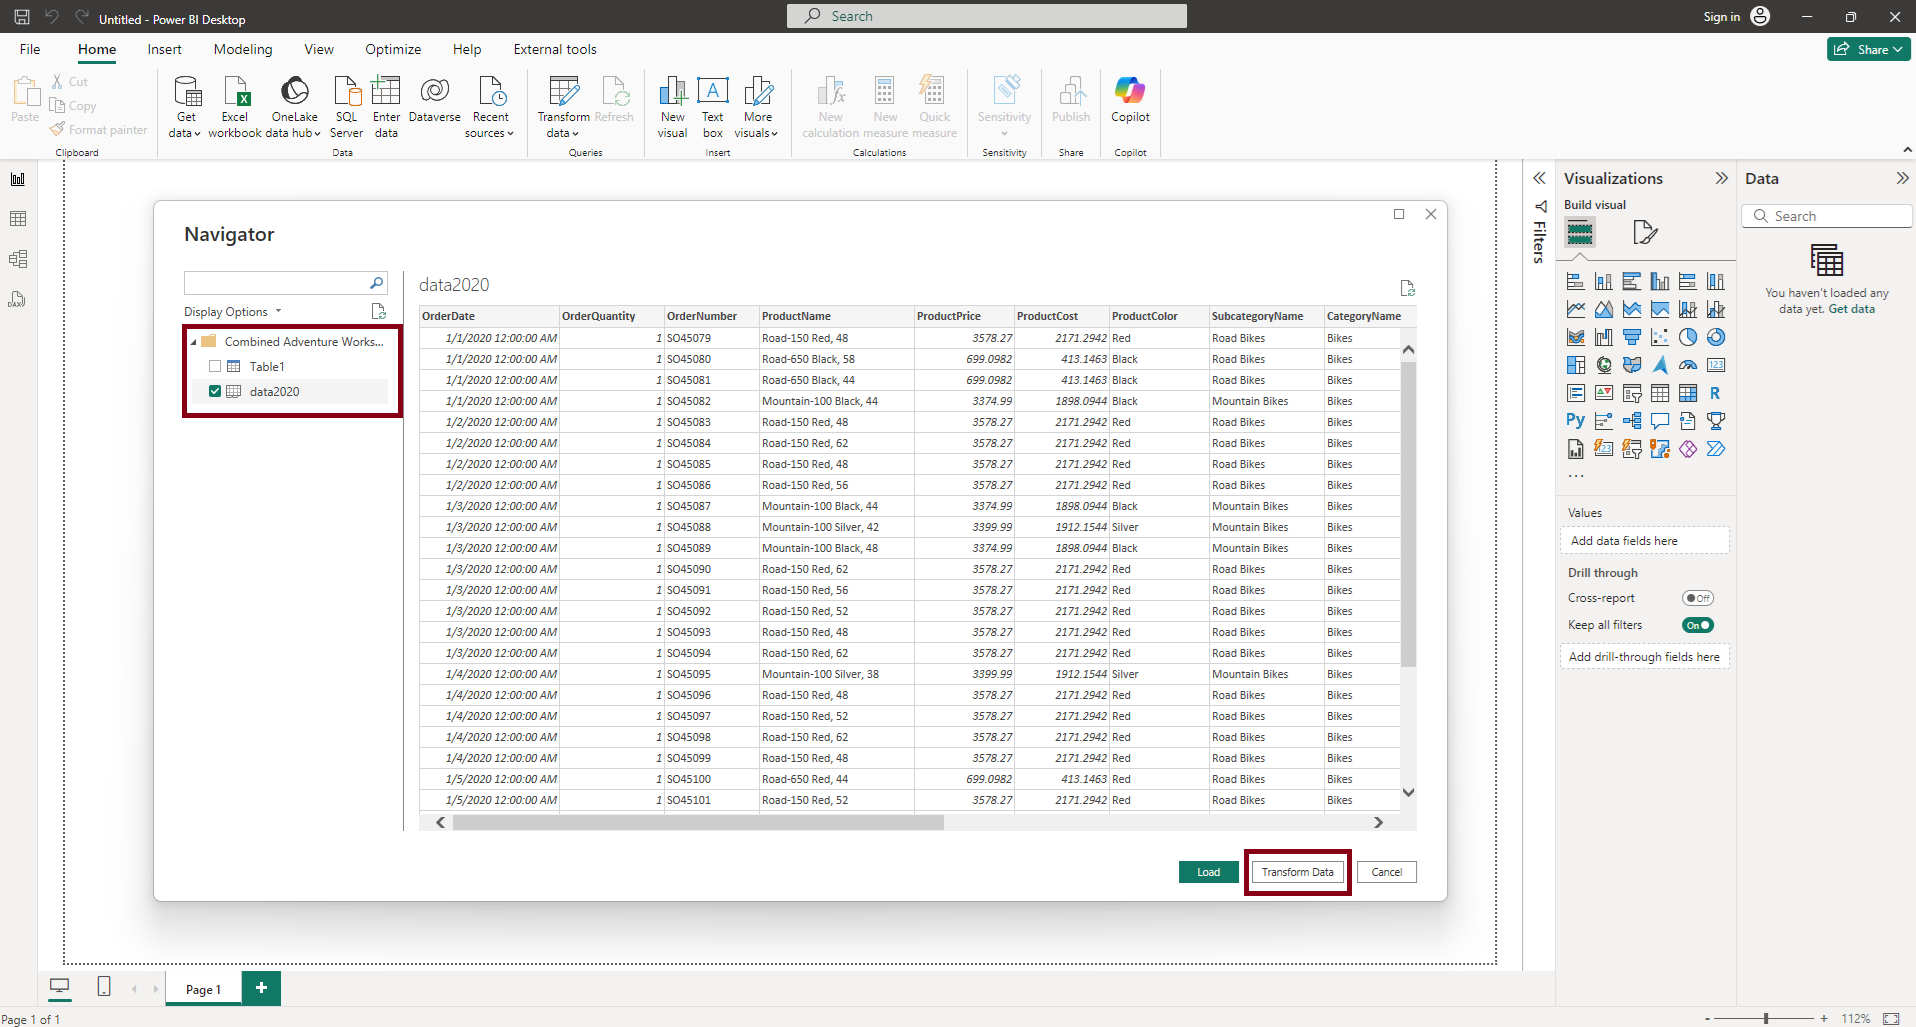 Untitled - Power BI Desktop
Search
Sign in
File Home Insert Modeling View Optimize Help External tools
Share
Paste
Cut
Copy
Format painter
Clipboard
Get data
Excel workbook
OneLake data hub
SQL Server
Enter data
Dataverse
Recent sources
Data
Transform data
Refresh
Queries
New visual
Text box
More visuals
Insert
New calculation
New measure
Quick measure
Calculations
Sensitivity
Sensitivity
Publish
Share
Copilot
Copilot
Navigator
Display Options
Combined Adventure Works...
Table1
data2020
data2020
OrderDate OrderQuantity OrderNumber ProductName ProductPrice ProductCost ProductColor SubcategoryName CategoryName
1/1/2020 12:00:00 AM 1 SO45079 Road-150 Red, 48 3578.27 2171.2942 Red Road Bikes Bikes
1/1/2020 12:00:00 AM 1 SO45080 Road-650 Black, 58 699.0982 413.1463 Black Road Bikes Bikes
1/1/2020 12:00:00 AM 1 SO45081 Road-650 Black, 44 699.0982 413.1463 Black Road Bikes Bikes
1/1/2020 12:00:00 AM 1 SO45082 Mountain-100 Black, 44 3374.99 1898.0944 Black Mountain Bikes Bikes
1/2/2020 12:00:00 AM 1 SO45083 Road-150 Red, 48 3578.27 2171.2942 Red Road Bikes Bikes
1/2/2020 12:00:00 AM 1 SO45084 Road-150 Red, 62 3578.27 2171.2942 Red Road Bikes Bikes
1/2/2020 12:00:00 AM 1 SO45085 Road-150 Red, 48 3578.27 2171.2942 Red Road Bikes Bikes
1/2/2020 12:00:00 AM 1 SO45086 Road-150 Red, 56 3578.27 2171.2942 Red Road Bikes Bikes
1/3/2020 12:00:00 AM 1 SO45087 Mountain-100 Black, 44 3374.99 1898.0944 Black Mountain Bikes Bikes
1/3/2020 12:00:00 AM 1 SO45088 Mountain-100 Silver, 42 3399.99 1912.1544 Silver Mountain Bikes Bikes
1/3/2020 12:00:00 AM 1 SO45089 Mountain-100 Black, 48 3374.99 1898.0944 Black Mountain Bikes Bikes
1/3/2020 12:00:00 AM 1 SO45090 Road-150 Red, 62 3578.27 2171.2942 Red Road Bikes Bikes
1/3/2020 12:00:00 AM 1 SO45091 Road-150 Red, 56 3578.27 2171.2942 Red Road Bikes Bikes
1/3/2020 12:00:00 AM 1 SO45092 Road-150 Red, 52 3578.27 2171.2942 Red Road Bikes Bikes
1/3/2020 12:00:00 AM 1 SO45093 Road-150 Red, 48 3578.27 2171.2942 Red Road Bikes Bikes
1/3/2020 12:00:00 AM 1 SO45094 Road-150 Red, 62 3578.27 2171.2942 Red Road Bikes Bikes
1/4/2020 12:00:00 AM 1 SO45095 Mountain-100 Silver, 38 3399.99 1912.1544 Silver Mountain Bikes Bikes
1/4/2020 12:00:00 AM 1 SO45096 Road-150 Red, 48 3578.27 2171.2942 Red Road Bikes Bikes
1/4/2020 12:00:00 AM 1 SO45097 Road-150 Red, 52 3578.27 2171.2942 Red Road Bikes Bikes
1/4/2020 12:00:00 AM 1 SO45098 Road-150 Red, 62 3578.27 2171.2942 Red Road Bikes Bikes
1/4/2020 12:00:00 AM 1 SO45099 Road-150 Red, 48 3578.27 2171.2942 Red Road Bikes Bikes
1/5/2020 12:00:00 AM 1 SO45100 Road-650 Red, 44 699.0982 413.1463 Red Road Bikes Bikes
1/5/2020 12:00:00 AM 1 SO45101 Road-150 Red, 52 3578.27 2171.2942 Red Road Bikes Bikes
Load
Transform Data
Cancel
Filters
Visualizations
Build visual
123
R
Py
123
...
Values
Add data fields here
Drill through
Cross-report
Off
Keep all filters
On
Add drill-through fields here
Data
Search
You haven't loaded any
data yet. Get data
DAX
Page 1
+
Page 1 of 1
- + 112%